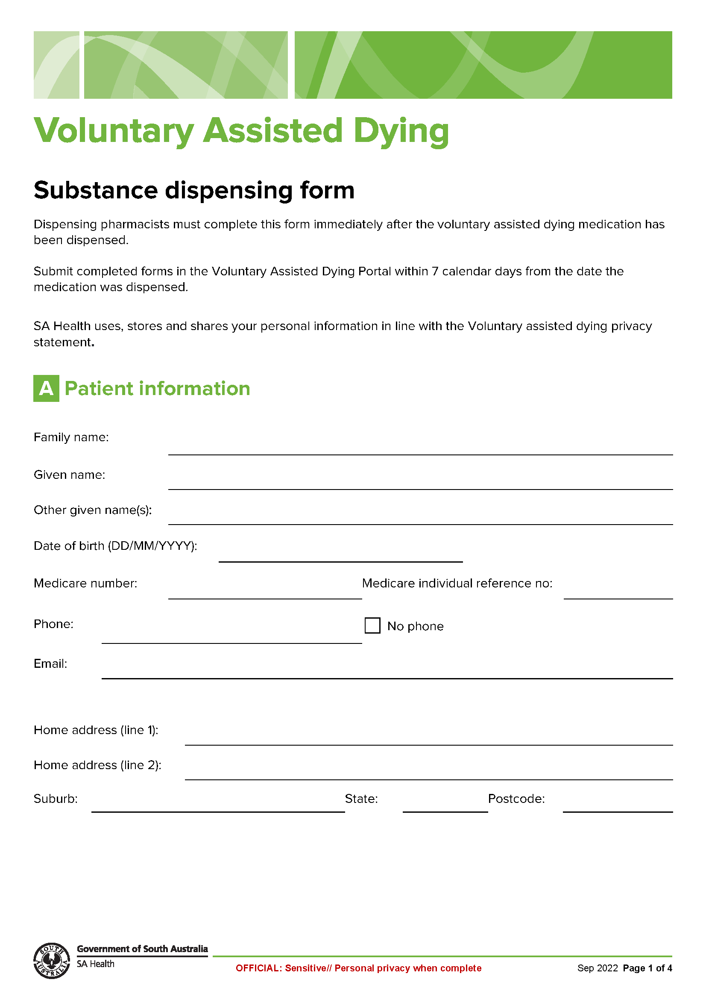 Voluntary Assisted Dying
Substance dispensing form
Dispensing pharmacists must complete this form immediately after the voluntary assisted dying medication has
been dispensed.
Submit completed forms in the Voluntary Assisted Dying Portal within 7 calendar days from the date the
medication was dispensed.
SA Health uses, stores and shares your personal information in line with the Voluntary assisted dying privacy
statement.
A Patient information
Family name:
Given name:
Other given name(s):
Date of birth (DD/MM/YYYY):
Medicare number: Medicare individual reference no:
Phone: No phone
Email:
Home address (line 1):
Home address (line 2):
Suburb: State: Postcode:
SOUTH AUSTRALIA
Government of South Australia
SA Health
OFFICIAL: Sensitive// Personal privacy when complete
Sep 2022 Page 1 of 4